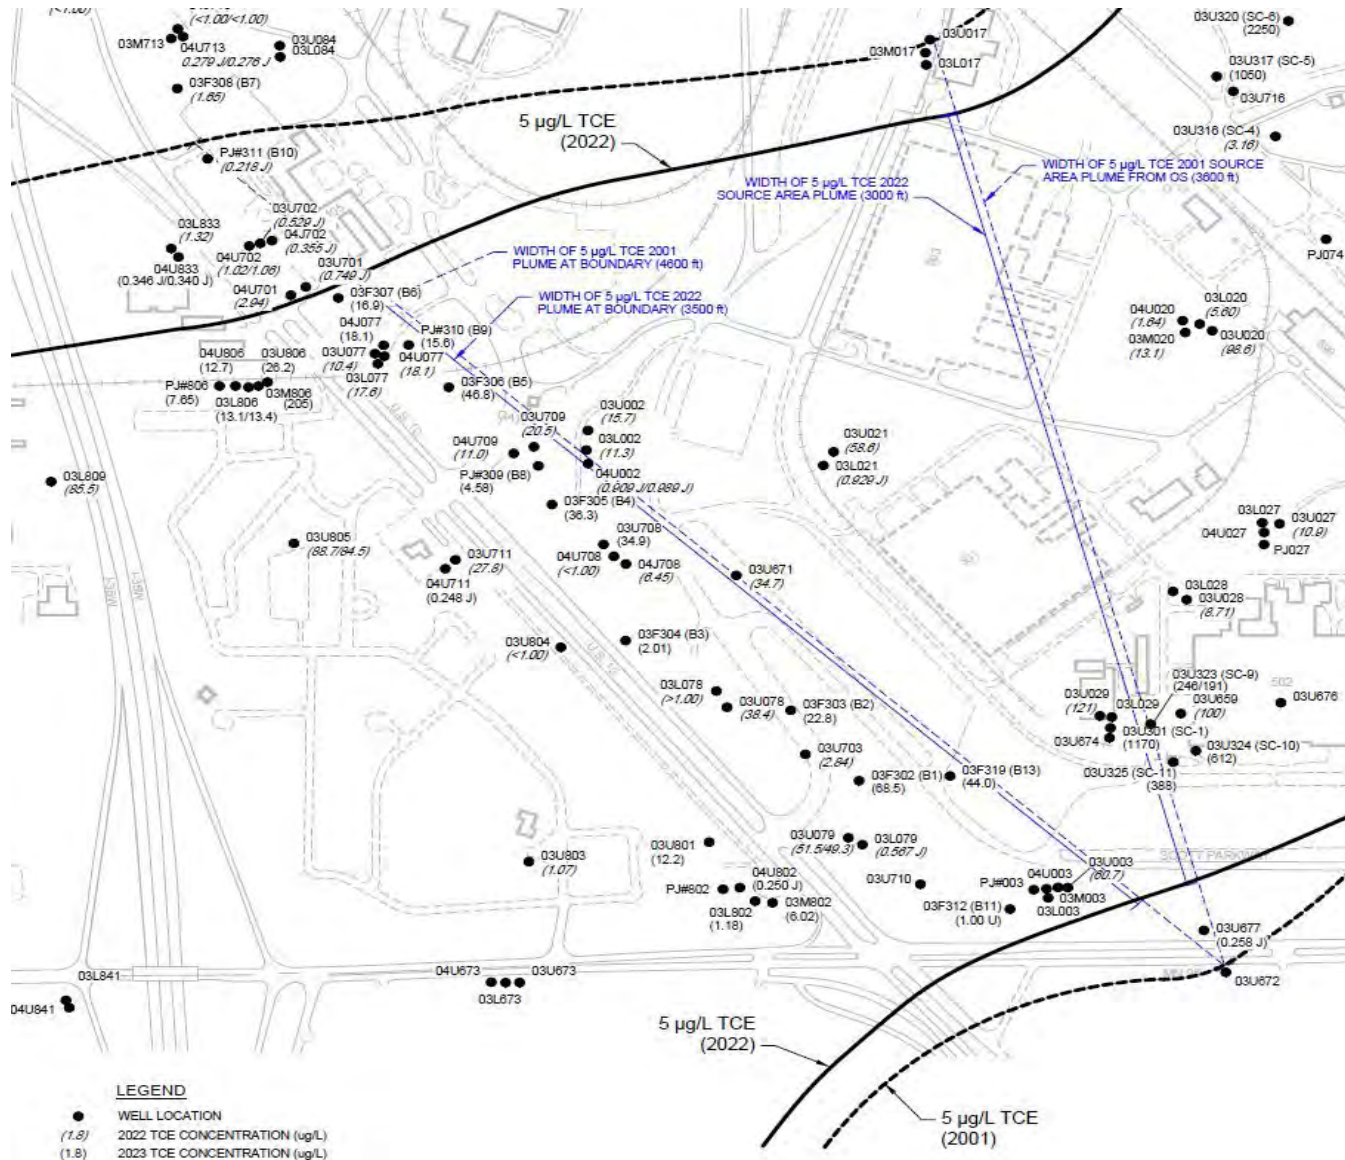 (<1.00)
(<1.00/<1.00)
03M713
04U713
0.279 J/0.276 J
03U084
03L084
03F308 (B7)
(1.65)
PJ#311 (B10)
(0.218 J)
03U017
03M017
03L017
03U320 (SC-6)
(2250)
03U317 (SC-5)
(1050)
03U716
03U316 (SC-4)
(3.16)
5 µg/L TCE
(2022)
WIDTH OF 5 µg/L TCE 2001 SOURCE
AREA PLUME FROM OS (3600 ft)
WIDTH OF 5 µg/L TCE 2022
SOURCE AREA PLUME (3000 ft)
03U702
(0.529 J)
04J702
(0.355 J)
03L833
(1.32)
04U702
(1.02/1.06)
04U833
(0.346 J/0.340 J)
03U701
(0.749 J)
04U701
(2.94)
WIDTH OF 5 µg/L TCE 2001
PLUME AT BOUNDARY (4600 ft)
WIDTH OF 5 µg/L TCE 2022
PLUME AT BOUNDARY (3500 ft)
PJ074
03F307 (B6)
(16.9)
04J077
(18.1)
PJ#310 (B9)
(15.6)
03U077
(10.4)
04U077
(18.1)
03L077
(17.6)
04U806
(12.7)
03U806
(26.2)
PJ#806
(7.65)
03M806
(205)
03L806
(13.1/13.4)
03L020
(5.60)
04U020
(1.64)
03M020
(13.1)
03U020
(98.6)
03F306 (B5)
(46.8)
03U002
(15.7)
03U709
(20.5)
03L002
(11.3)
04U709
(11.0)
PJ#309 (B8)
(4.58)
04U002
(0.909 J/0.989 J)
03F305 (B4)
(36.3)
03U021
(58.6)
03L021
(0.929 J)
03L809
(85.5)
03U805
(88.7/84.5)
03U708
(34.9)
04U708
(<1.00)
04J708
(6.45)
03U711
(27.8)
04U711
(0.248 J)
03U671
(34.7)
03L027
03U027
(10.9)
04U027
PJ027
03L028
03U028
(8.71)
03U804
(<1.00)
03F304 (B3)
(2.01)
03L078
(>1.00)
03U078
(38.4)
03F303 (B2)
(22.8)
03U703
(2.84)
03F302 (B1)
(68.5)
03F319 (B13)
(44.0)
03U323 (SC-9)
(246/191)
502
03U029
(121)
03L029
03U659
(100)
03U676
03U674
03U301 (SC-1)
(1170)
03U324 (SC-10)
(612)
03U325 (SC-11)
(388)
03U079
(51.5/49.3)
03L079
(0.567 J)
03U801
(12.2)
03U803
(1.07)
03U003
(60.7)
PJ#802
04U802
(0.250 J)
03U710
PJ#003
04U003
03M003
03L003
03F312 (B11)
(1.00 U)
03L802
(1.18)
03M802
(6.02)
03U677
(0.258 J)
03U672
03L841
04U841
04U673
03U673
03L673
5 µg/L TCE
(2022)
5 µg/L TCE
(2001)
LEGEND
WELL LOCATION
(1.8) 2022 TCE CONCENTRATION (ug/L)
(1.8) 2023 TCE CONCENTRATION (ug/L)